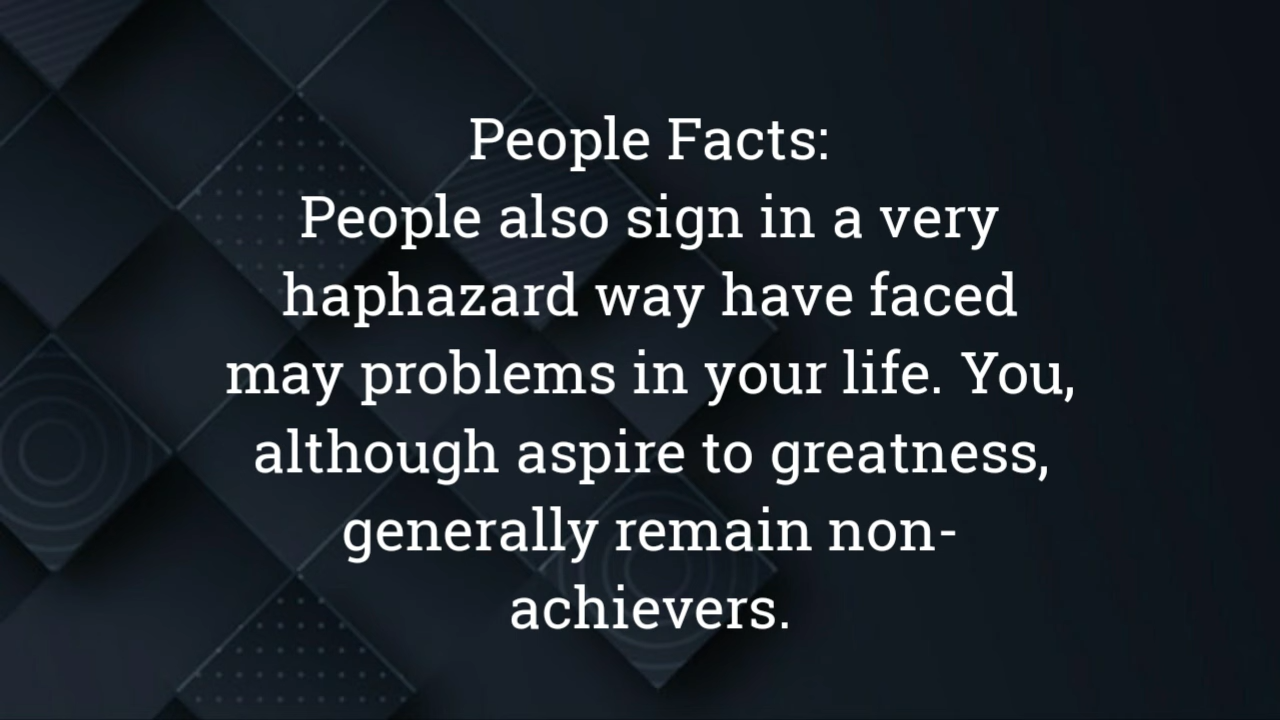 People Facts:
People also sign in a very
haphazard way have faced
may problems in your life. You,
although aspire to greatness,
generally remain non-
achievers.